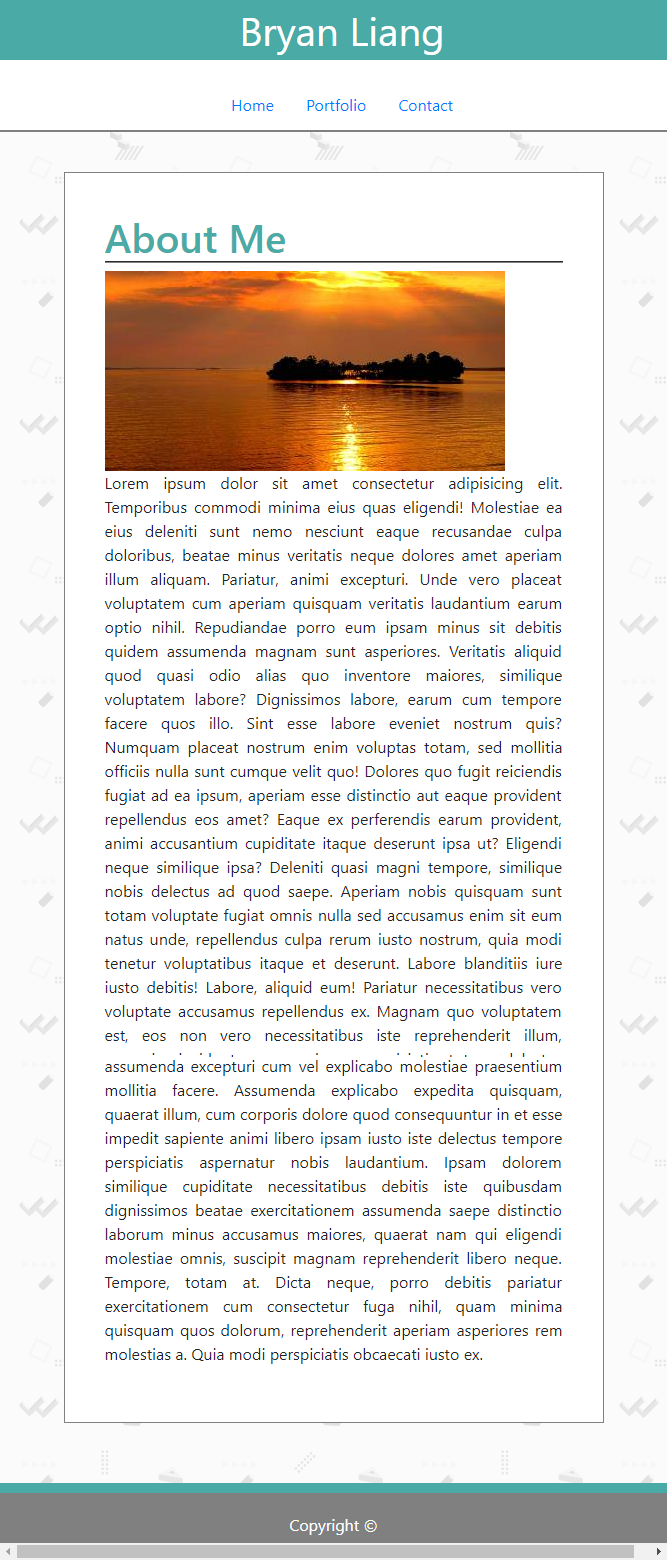 Bryan Liang
Home Portfolio Contact
About Me
Lorem ipsum dolor sit amet consectetur adipisicing elit.
Temporibus commodi minima eius quas eligendi! Molestiae ea
eius deleniti sunt nemo nesciunt eaque recusandae culpa
doloribus, beatae minus veritatis neque dolores amet aperiam
illum aliquam. Pariatur, animi excepturi. Unde vero placeat
voluptatem cum aperiam quisquam veritatis laudantium earum
optio nihil. Repudiandae porro eum ipsam minus sit debitis
quidem assumenda magnam sunt asperiores. Veritatis aliquid
quod quasi odio alias quo inventore maiores, similique
voluptatem labore? Dignissimos labore, earum cum tempore
facere quos illo. Sint esse labore eveniet nostrum quis?
Numquam placeat nostrum enim voluptas totam, sed mollitia
officiis nulla sunt cumque velit quo! Dolores quo fugit reiciendis
fugiat ad ea ipsum, aperiam esse distinctio aut eaque provident
repellendus eos amet? Eaque ex perferendis earum provident,
animi accusantium cupiditate itaque deserunt ipsa ut? Eligendi
neque similique ipsa? Deleniti quasi magni tempore, similique
nobis delectus ad quod saepe. Aperiam nobis quisquam sunt
totam voluptate fugiat omnis nulla sed accusamus enim sit eum
natus unde, repellendus culpa rerum iusto nostrum, quia modi
tenetur voluptatibus itaque et deserunt. Labore blanditiis iure
iusto debitis! Labore, aliquid eum! Pariatur necessitatibus vero
voluptate accusamus repellendus ex. Magnam quo voluptatem
est, eos non vero necessitatibus iste reprehenderit illum,
assumenda excepturi cum vel explicabo molestiae praesentium
mollitia facere. Assumenda explicabo expedita quisquam,
quaerat illum, cum corporis dolore quod consequuntur in et esse
impedit sapiente animi libero ipsam iusto iste delectus tempore
perspiciatis aspernatur nobis laudantium. Ipsam dolorem
similique cupiditate necessitatibus debitis iste quibusdam
dignissimos beatae exercitationem assumenda saepe distinctio
laborum minus accusamus maiores, quaerat nam qui eligendi
molestiae omnis, suscipit magnam reprehenderit libero neque.
Tempore, totam at. Dicta neque, porro debitis pariatur
exercitationem cum consectetur fuga nihil, quam minima
quisquam quos dolorum, reprehenderit aperiam asperiores rem
molestias a. Quia modi perspiciatis obcaecati iusto ex.
Copyright ©